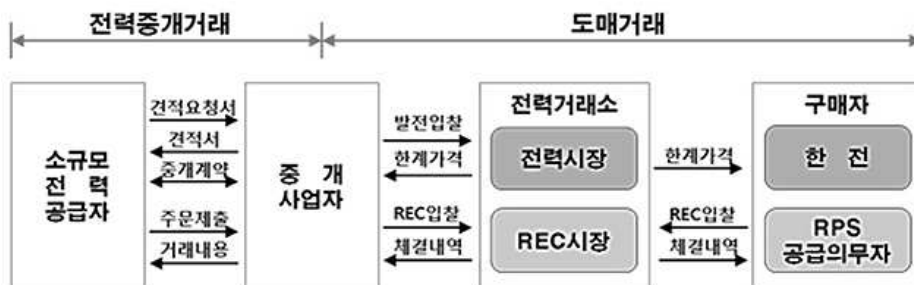 전력중개거래
도매거래
소규모
전 력
공급자
견적요청서
견적서
중개계약
주문제출
거래내용
중 개
사업자
발전입찰
한계가격
REC입찰
체결내역
전력거래소
전력시장
REC시장
한계가격
REC입찰
체결내역
구매자
한 전
RPS
공급의무자